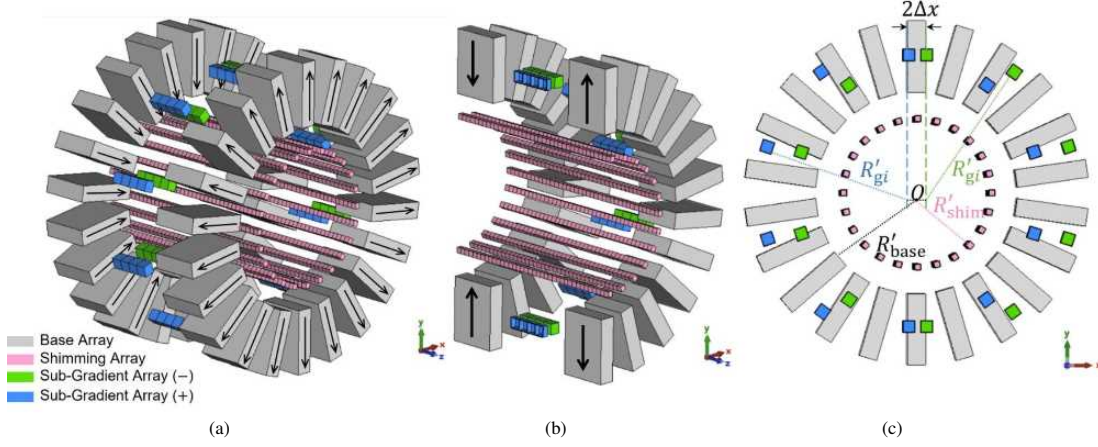 Base Array
Shimming Array
Sub-Gradient Array (−)
Sub-Gradient Array (+)
y
x
z
(a)
y
x
z
(b)
2Δx
R′gi
R′gi
O
R′shim
R′base
y
x
(c)